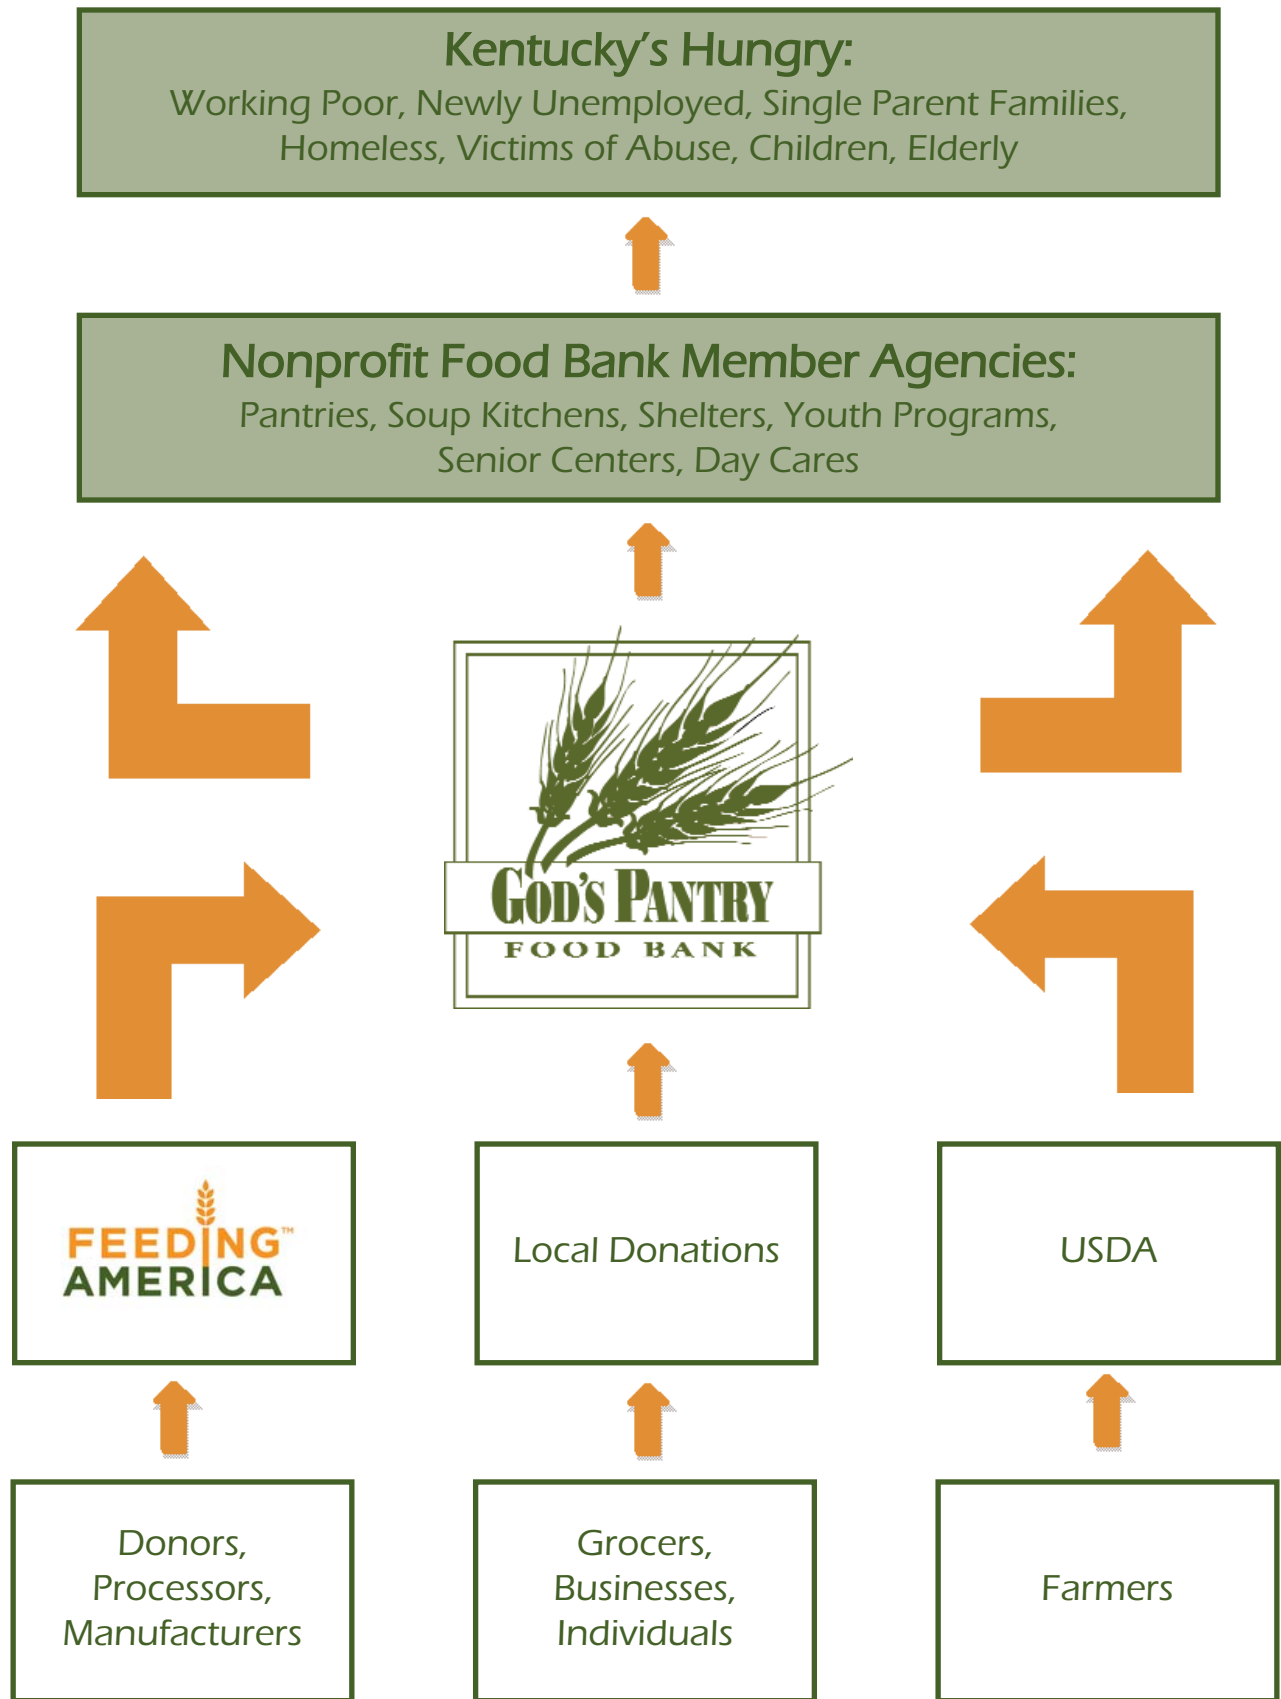 Kentucky's Hungry:
Working Poor, Newly Unemployed, Single Parent Families,
Homeless, Victims of Abuse, Children, Elderly
Nonprofit Food Bank Member Agencies:
Pantries, Soup Kitchens, Shelters, Youth Programs,
Senior Centers, Day Cares
GOD'S PANTRY
FOOD BANK
FEEDING™
AMERICA
Local Donations
USDA
Donors,
Processors,
Manufacturers
Grocers,
Businesses,
Individuals
Farmers